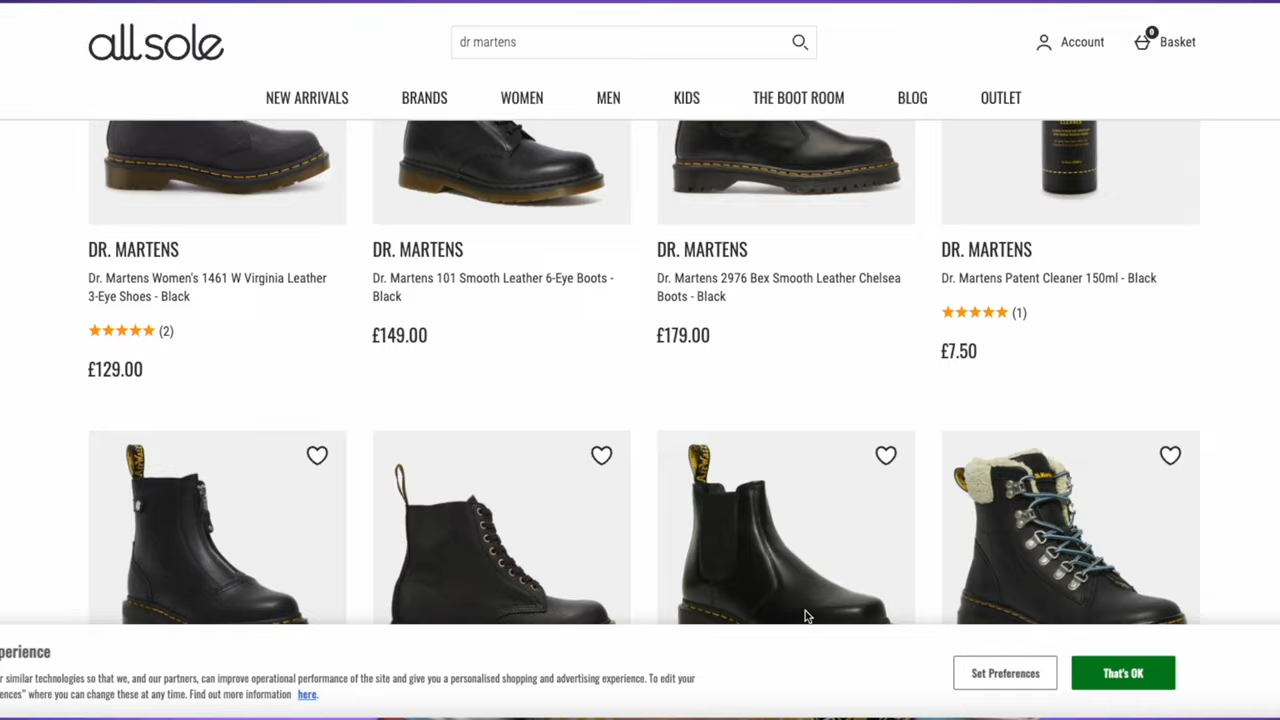 allsole
dr martens
Account
0
Basket
NEW ARRIVALS
BRANDS
WOMEN
MEN
KIDS
THE BOOT ROOM
BLOG
OUTLET
CLEANER
DR. MARTENS
Dr. Martens Women's 1461 W Virginia Leather
3-Eye Shoes - Black
(2)
£129.00
DR. MARTENS
Dr. Martens 101 Smooth Leather 6-Eye Boots -
Black
£149.00
DR. MARTENS
Dr. Martens 2976 Bex Smooth Leather Chelsea
Boots - Black
£179.00
DR. MARTENS
Dr. Martens Patent Cleaner 150ml - Black
(1)
£7.50
perience
r similar technologies so that we, and our partners, can improve operational performance of the site and give you a personalised shopping and advertising experience. To edit your
ences" where you can change these at any time. Find out more information here.
Set Preferences
That's OK